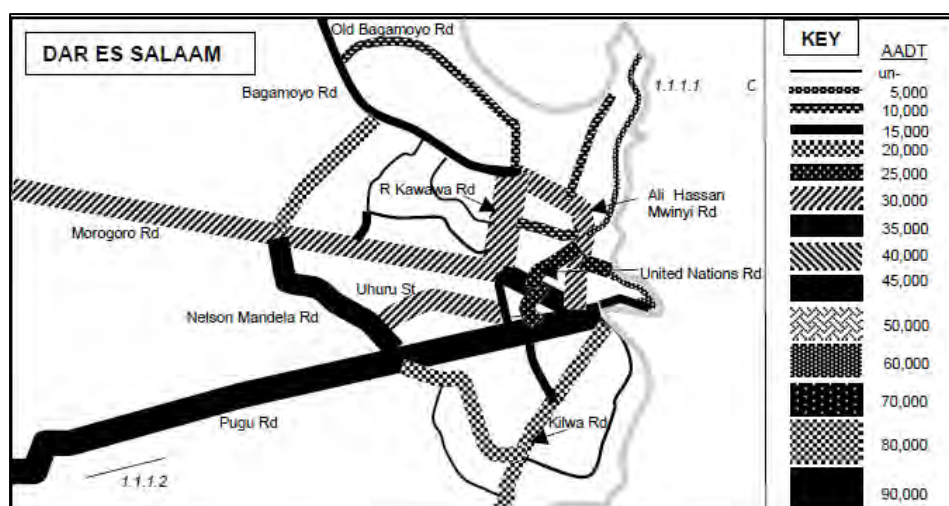 DAR ES SALAAM
Old Bagamoyo Rd
Bagamoyo Rd
1.1.1.1 C
R Kawawa Rd
Ali Hassan
Mwinyi Rd
Morogoro Rd
United Nations Rd
Uhuru St
Nelson Mandela Rd
Pugu Rd
Kilwa Rd
1.1.1.2
KEY
AADT
un-
5,000
10,000
15,000
20,000
25,000
30,000
35,000
40,000
45,000
50,000
60,000
70,000
80,000
90,000